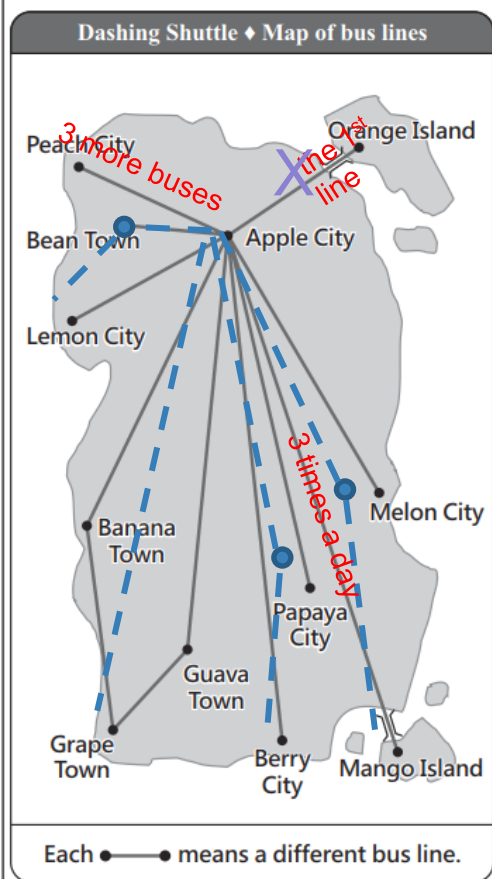 Dashing Shuttle ♦ Map of bus lines
Orange Island
Peach City
3 more buses
the 1st
line
X
Bean Town
Apple City
Lemon City
3 times a day
Melon City
Banana
Town
Papaya
City
Guava
Town
Grape
Town
Berry
City
Mango Island
Each ●—● means a different bus line.